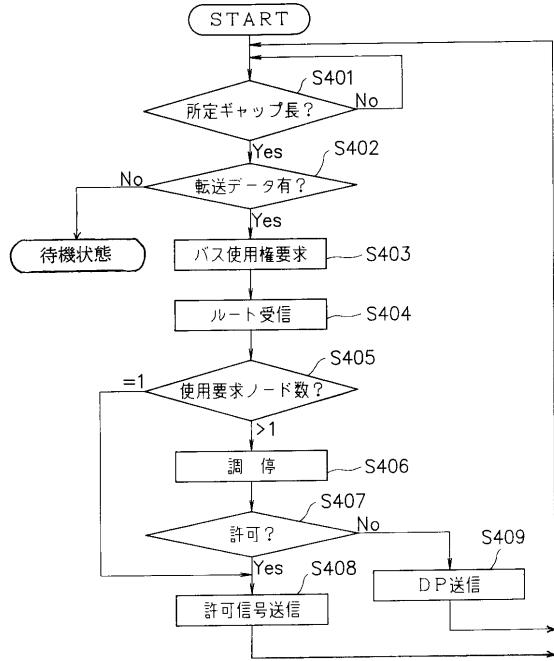 START
S401
所定ギャップ長?
No
Yes
S402
転送データ有?
No
Yes
待機状態
バス使用権要求
S403
ルート受信
S404
S405
使用要求ノード数?
=1
>1
調 停
S406
S407
許可?
No
Yes
S408
S409
許可信号送信
DP送信